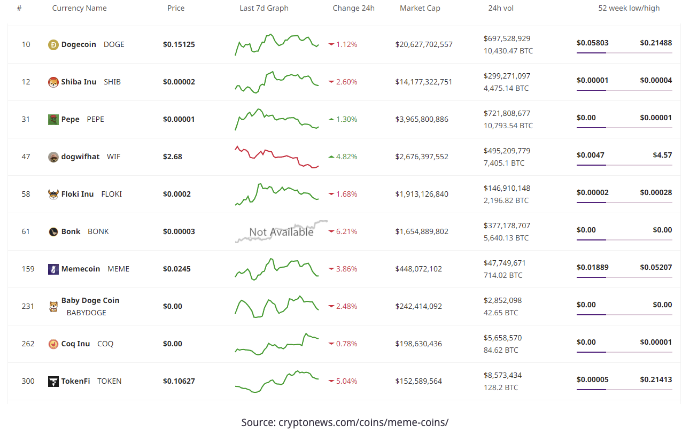 # Currency Name Price Last 7d Graph Change 24h Market Cap 24h vol 52 week low/high
10 Dogecoin DOGE $0.15125 1.12% $20,627,702,557 $697,528,929 $0.05803 $0.21488
10,430.47 BTC
12 Shiba Inu SHIB $0.00002 2.60% $14,177,322,751 $299,271,097 $0.00001 $0.00004
4,475.14 BTC
31 Pepe PEPE $0.00001 1.30% $3,965,800,886 $721,808,677 $0.00 $0.00001
10,793.54 BTC
47 dogwifhat WIF $2.68 4.82% $2,676,397,552 $495,209,779 $0.0047 $4.57
7,405.1 BTC
58 Floki Inu FLOKI $0.0002 1.68% $1,913,126,840 $146,910,148 $0.00002 $0.00028
2,196.82 BTC
61 Bonk BONK $0.00003 Not Available 6.21% $1,654,889,802 $377,178,707 $0.00 $0.00
5,640.13 BTC
159 Memecoin MEME $0.0245 3.86% $448,072,102 $47,749,671 $0.01889 $0.05207
714.02 BTC
231 Baby Doge Coin $0.00 2.48% $242,414,092 $2,852,098 $0.00 $0.00
BABYDOGE 42.65 BTC
262 Coq Inu COQ $0.00 0.78% $198,630,436 $5,658,570 $0.00 $0.00001
84.62 BTC
300 TokenFi TOKEN $0.10627 5.04% $152,589,564 $8,573,434 $0.00005 $0.21413
128.2 BTC
Source: cryptonews.com/coins/meme-coins/